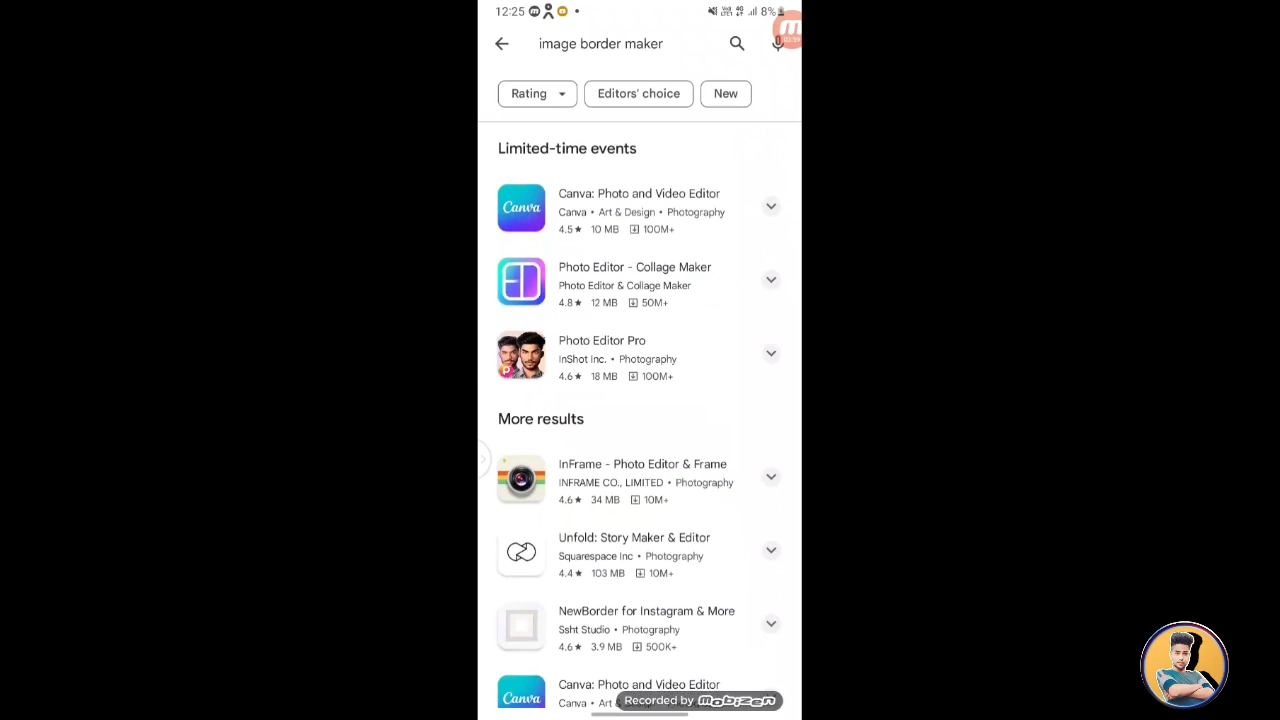 12:25
8%
image border maker
Rating
Editors' choice
New
Limited-time events
Canva
Canva: Photo and Video Editor
Canva • Art & Design • Photography
4.5★ 10 MB 100M+
Photo Editor - Collage Maker
Photo Editor & Collage Maker
4.8★ 12 MB 50M+
Photo Editor Pro
InShot Inc. • Photography
4.6★ 18 MB 100M+
More results
InFrame - Photo Editor & Frame
INFRAME CO., LIMITED • Photography
4.6★ 34 MB 10M+
Unfold: Story Maker & Editor
Squarespace Inc • Photography
4.4★ 103 MB 10M+
NewBorder for Instagram & More
Ssht Studio • Photography
4.6★ 3.9 MB 500K+
Canva
Canva: Photo and Video Editor
Canva • Art
Recorded by mobizen